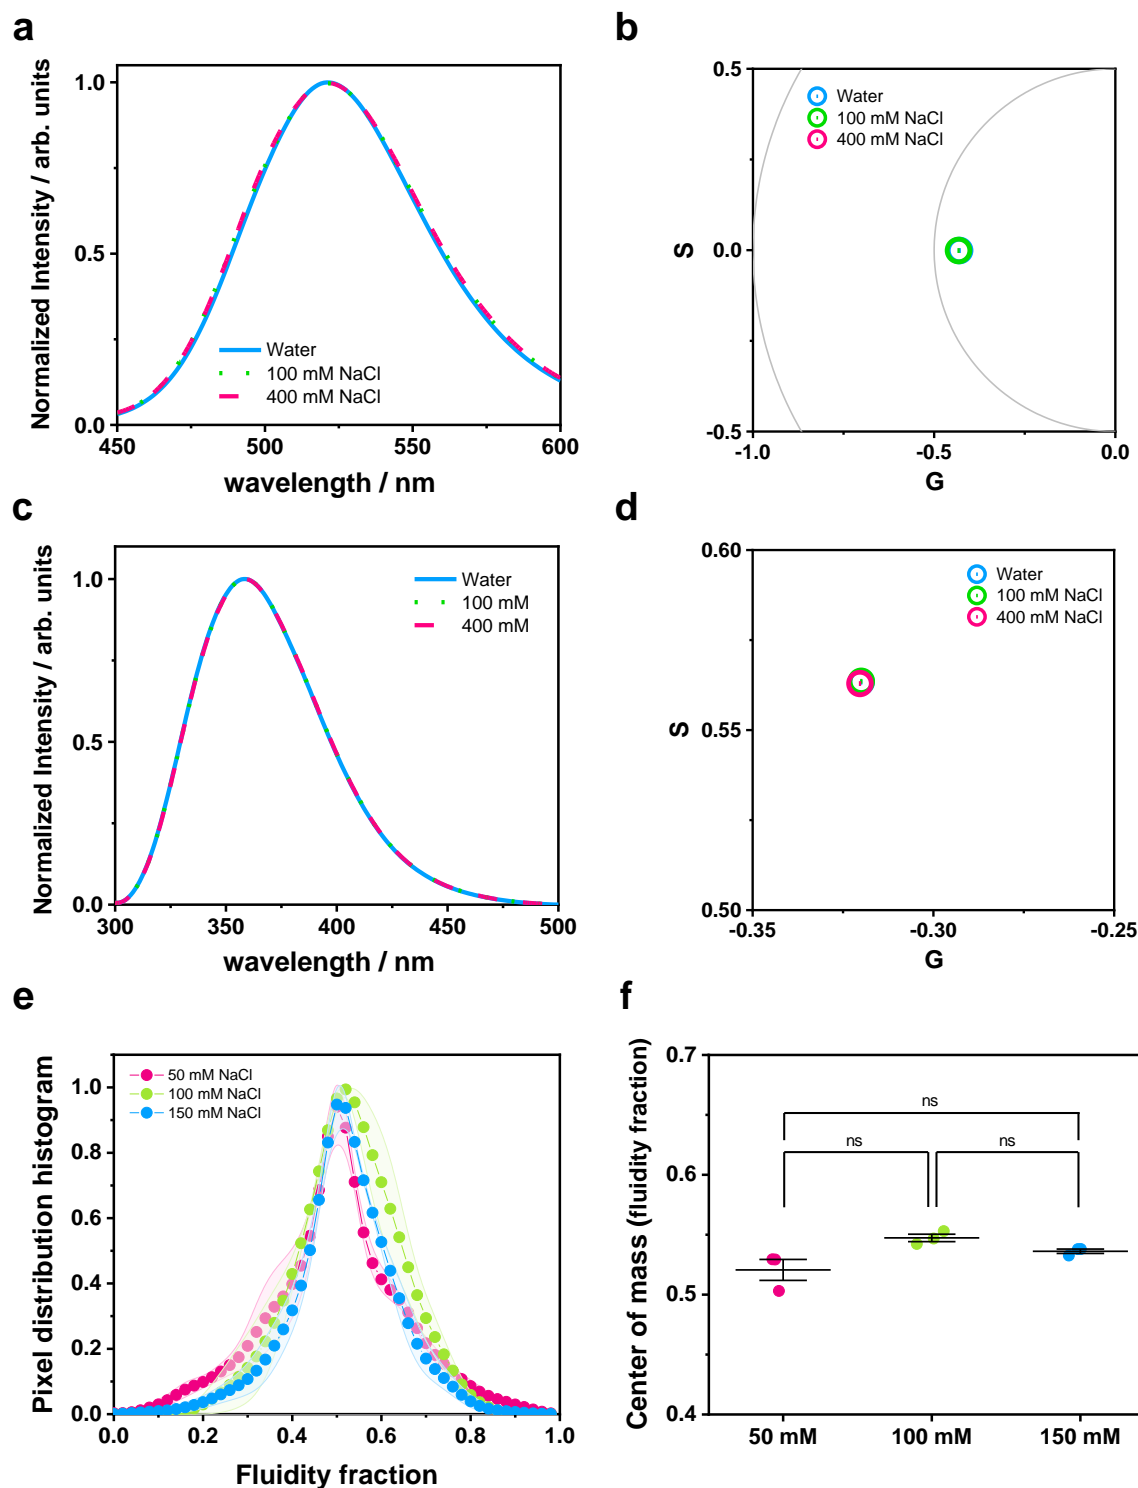 a
Normalized Intensity / arb. units
1.0
0.5
0.0
450
500
550
600
wavelength / nm
Water
100 mM NaCl
400 mM NaCl
b
S
0.5
0.0
-0.5
-1.0
-0.5
0.0
G
Water
100 mM NaCl
400 mM NaCl
c
Normalized Intensity / arb. units
1.0
0.5
0.0
300
350
400
450
500
wavelength / nm
Water
100 mM
400 mM
d
S
0.60
0.55
0.50
-0.35
-0.30
-0.25
G
Water
100 mM NaCl
400 mM NaCl
e
Pixel distribution histogram
1.0
0.8
0.6
0.4
0.2
0.0
0.0
0.2
0.4
0.6
0.8
1.0
Fluidity fraction
50 mM NaCl
100 mM NaCl
150 mM NaCl
f
Center of mass (fluidity fraction)
0.7
0.6
0.5
0.4
ns
ns
ns
50 mM
100 mM
150 mM